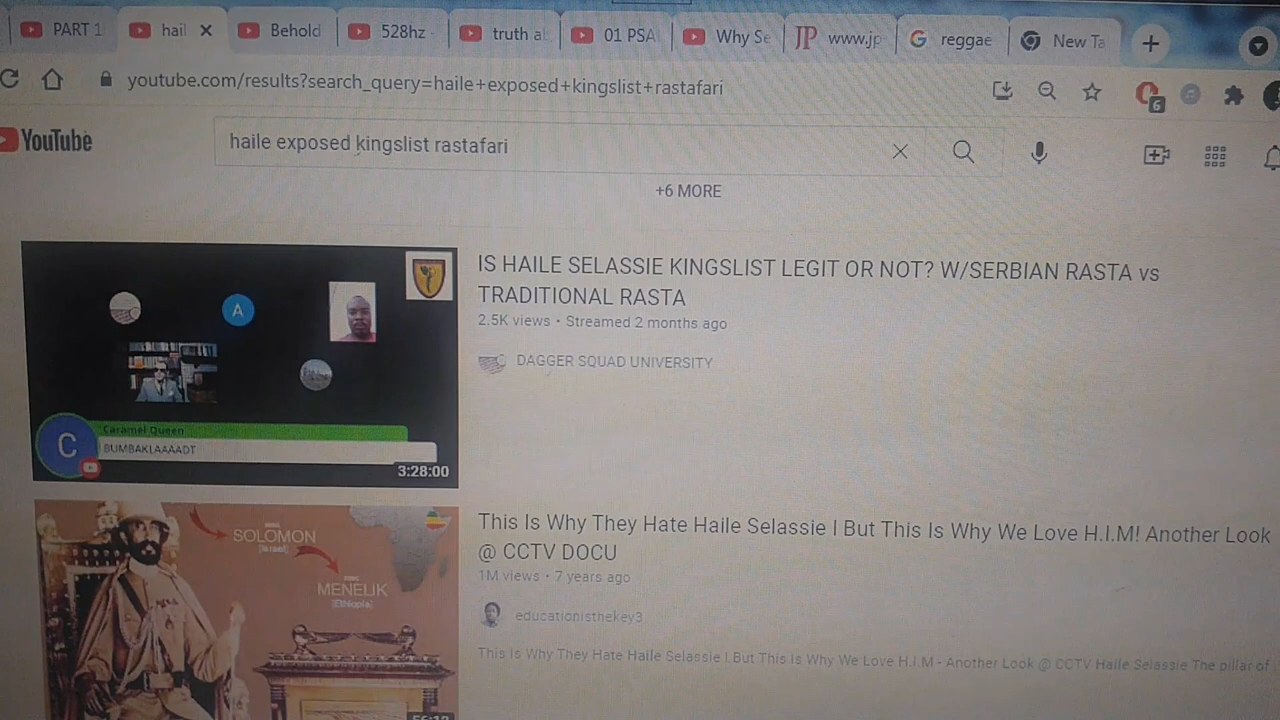 PART 1
hail
Behold
528hz
truth al
01 PSA
Why Se
JP www.jp
reggae
New Ta
youtube.com/results?search_query=haile+exposed+kingslist+rastafari
6
YouTube
haile exposed kingslist rastafari
+6 MORE
IS HAILE SELASSIE KINGSLIST LEGIT OR NOT? W/SERBIAN RASTA vs
TRADITIONAL RASTA
2.5K views • Streamed 2 months ago
DAGGER SQUAD UNIVERSITY
A
C
Caramel Queen
BUMBAKLAAAADT
3:28:00
This Is Why They Hate Haile Selassie I But This Is Why We Love H.I.M! Another Look
@ CCTV DOCU
1M views • 7 years ago
educationisthekey3
This Is Why They Hate Haile Selassie I But This Is Why We Love H.I.M - Another Look @ CCTV Haile Selassie The pillar of
SOLOMON
MENELIK
[Ethiopia]